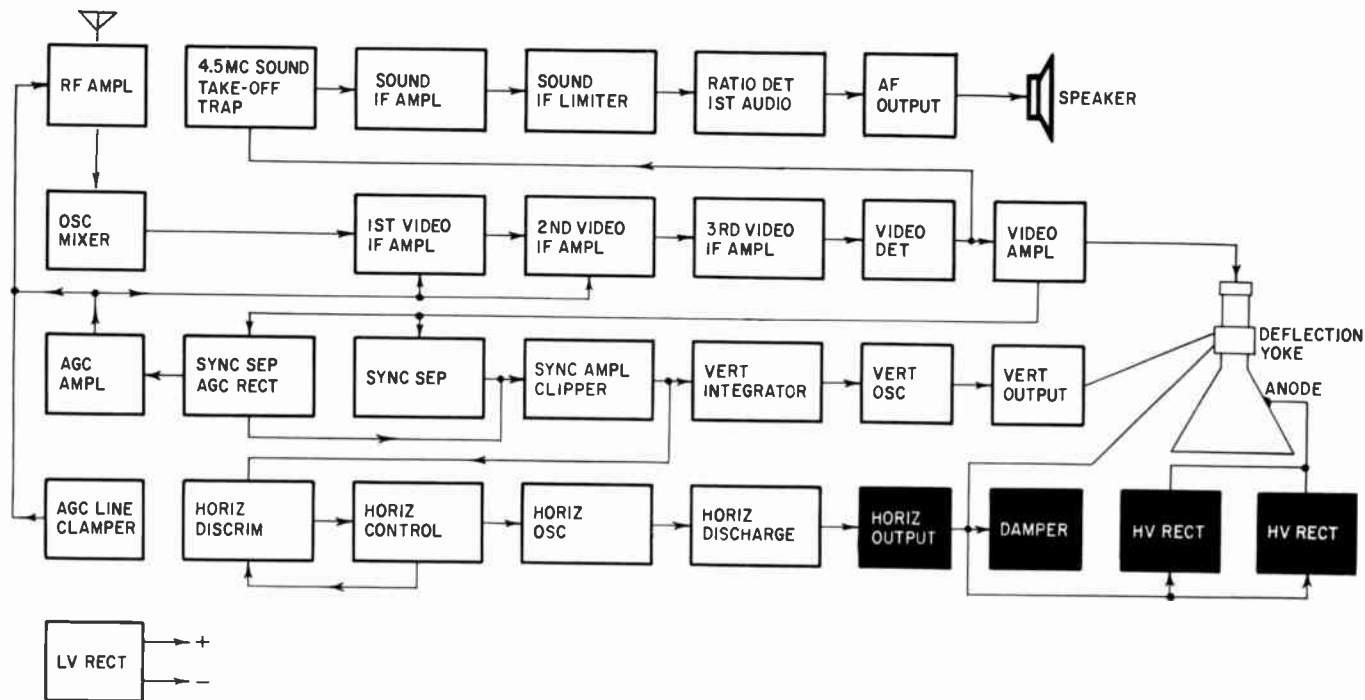 RF AMPL
4.5MC SOUND
TAKE-OFF
TRAP
SOUND
IF AMPL
SOUND
IF LIMITER
RATIO DET
1ST AUDIO
AF
OUTPUT
SPEAKER
OSC
MIXER
1ST VIDEO
IF AMPL
2ND VIDEO
IF AMPL
3RD VIDEO
IF AMPL
VIDEO
DET
VIDEO
AMPL
DEFLECTION
YOKE
ANODE
AGC
AMPL
SYNC SEP
AGC RECT
SYNC SEP
SYNC AMPL
CLIPPER
VERT
INTEGRATOR
VERT
OSC
VERT
OUTPUT
AGC LINE
CLAMPER
HORIZ
DISCRIM
HORIZ
CONTROL
HORIZ
OSC
HORIZ
DISCHARGE
HORIZ
OUTPUT
DAMPER
HV RECT
HV RECT
LV RECT
+
−